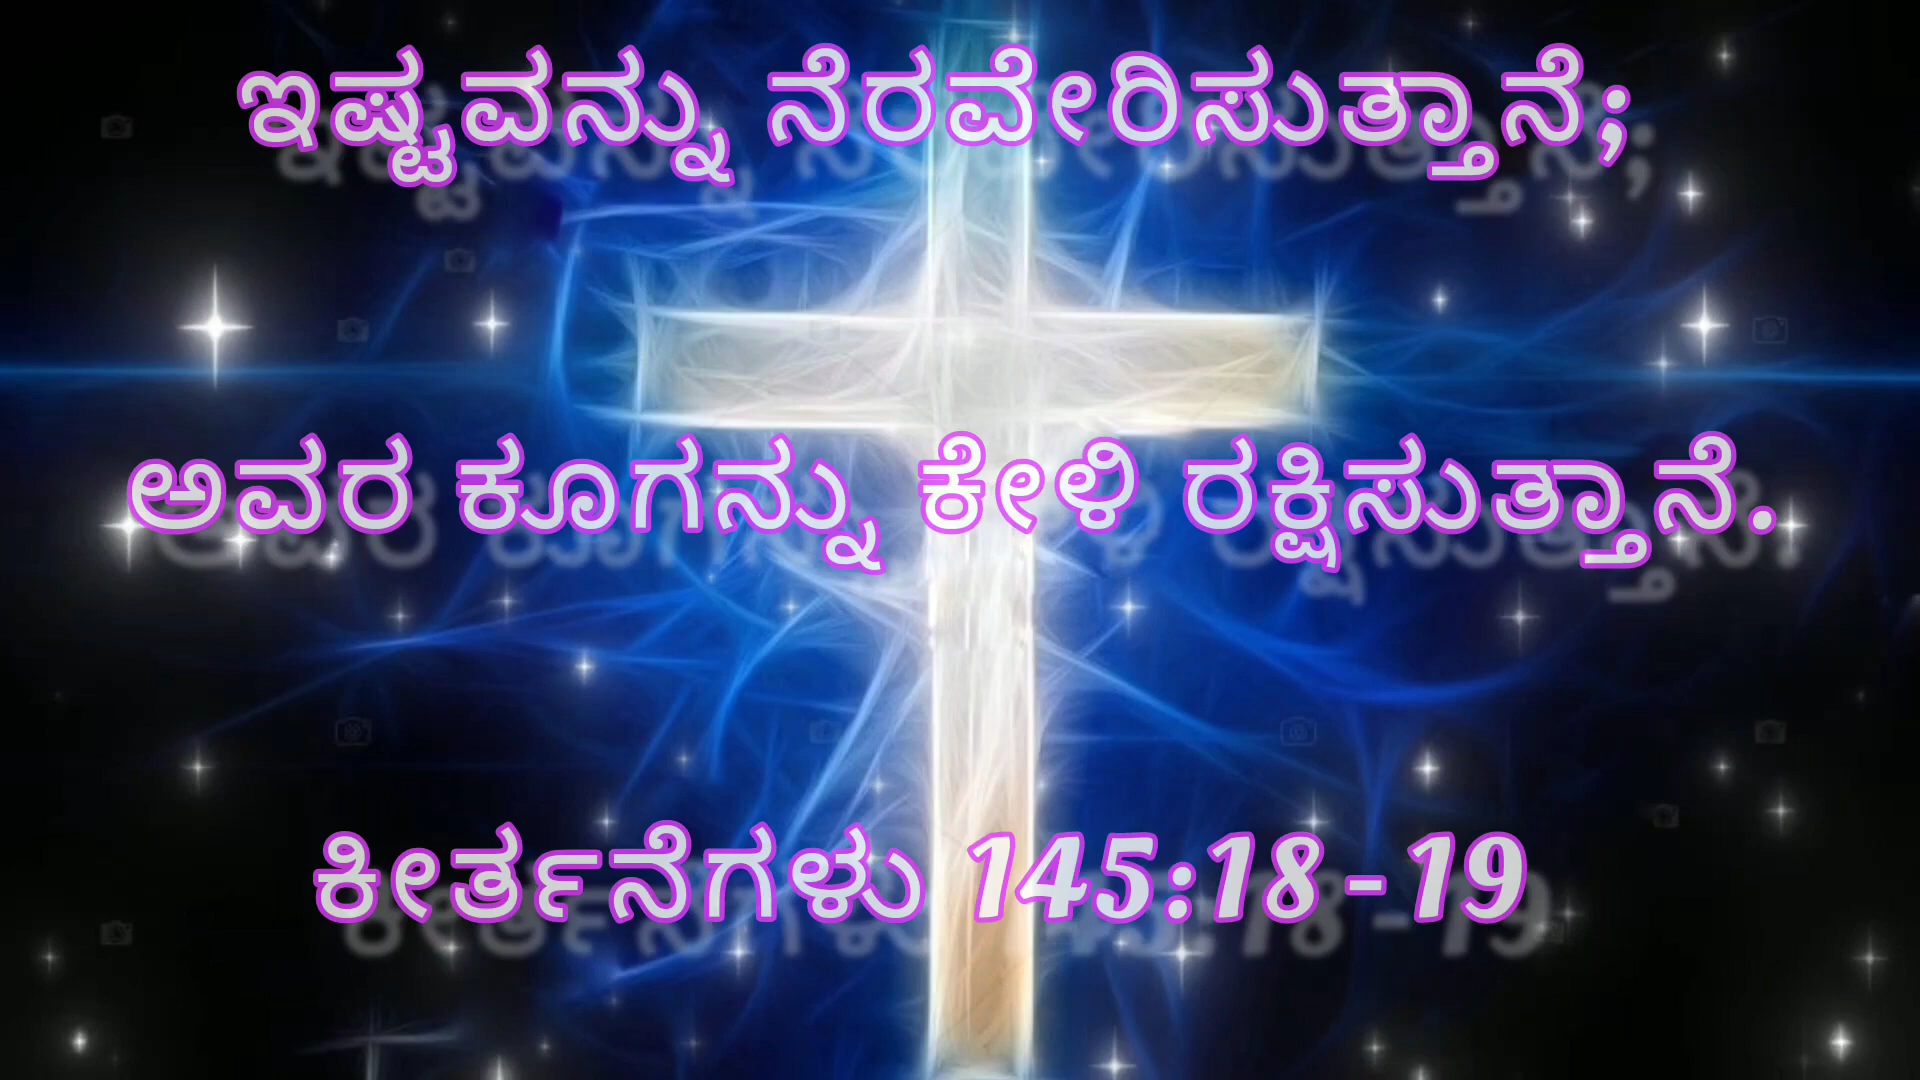 ಇಷ್ಟವನ್ನು ನೆರವೇರಿಸುತ್ತಾನೆ;
ಅವರ ಕೂಗನ್ನು ಕೇಳಿ ರಕ್ಷಿಸುತ್ತಾನೆ.
ಕೀರ್ತನೆಗಳು 145:18-19